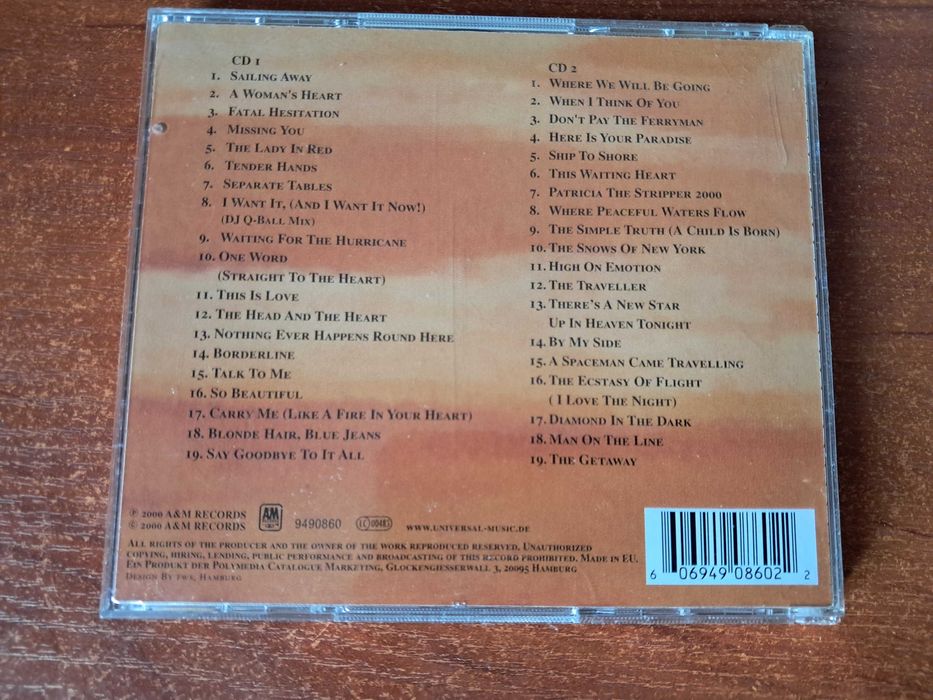 CD 1
1. Sailing Away
2. A Woman's Heart
3. Fatal Hesitation
4. Missing You
5. The Lady In Red
6. Tender Hands
7. Separate Tables
8. I Want It, (And I Want It Now!)
(DJ Q-Ball Mix)
9. Waiting For The Hurricane
10. One Word
(Straight To The Heart)
11. This Is Love
12. The Head And The Heart
13. Nothing Ever Happens Round Here
14. Borderline
15. Talk To Me
16. So Beautiful
17. Carry Me (Like A Fire In Your Heart)
18. Blonde Hair, Blue Jeans
19. Say Goodbye To It All
CD 2
1. Where We Will Be Going
2. When I Think Of You
3. Don't Pay The Ferryman
4. Here Is Your Paradise
5. Ship To Shore
6. This Waiting Heart
7. Patricia The Stripper 2000
8. Where Peaceful Waters Flow
9. The Simple Truth (A Child Is Born)
10. The Snows Of New York
11. High On Emotion
12. The Traveller
13. There's A New Star
Up In Heaven Tonight
14. By My Side
15. A Spaceman Came Travelling
16. The Ecstasy Of Flight
( I Love The Night)
17. Diamond In The Dark
18. Man On The Line
19. The Getaway
℗ 2000 A&M Records
© 2000 A&M Records
AM
9490860
LC 00485
www.universal-music.de
All rights of the producer and the owner of the work reproduced reserved. Unauthorized
copying, hiring, lending, public performance and broadcasting of this record prohibited. Made in EU.
Ein Produkt der Polymedia Catalogue Marketing, Glockengiesserwall 3, 20095 Hamburg
Design by Hamburg
6 06949 08602 2